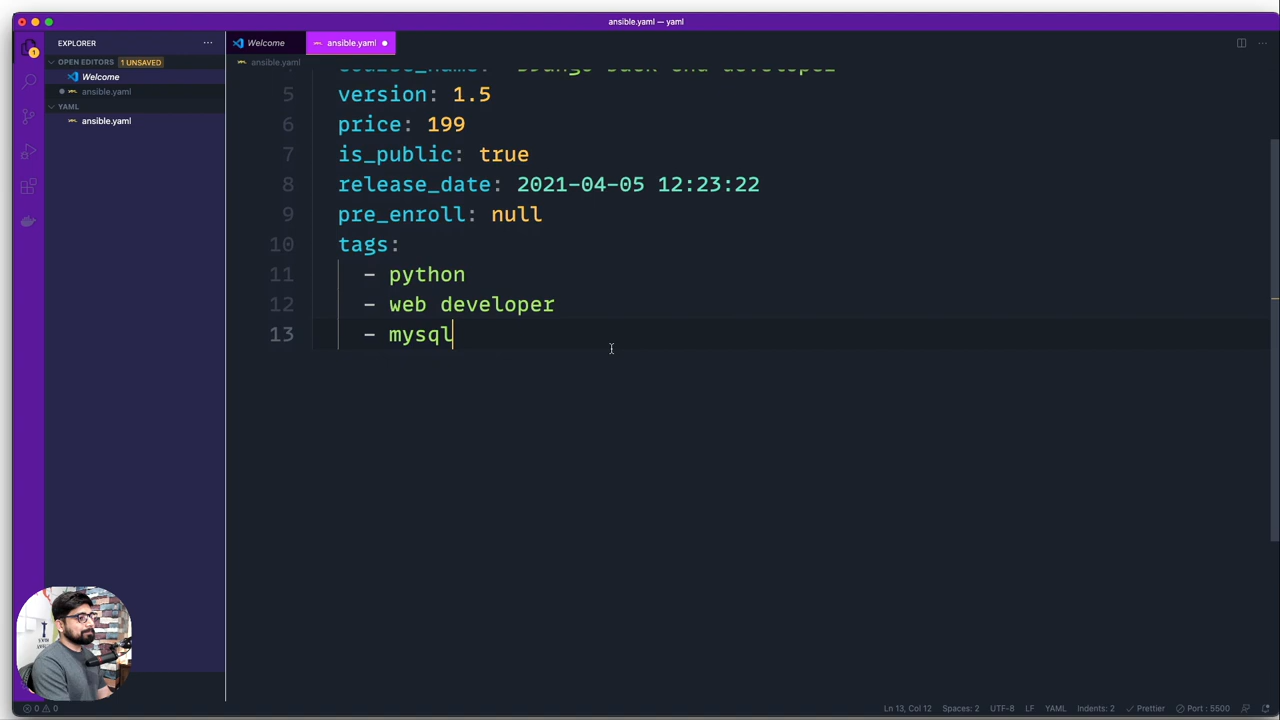 ansible.yaml — yaml
EXPLORER
OPEN EDITORS 1 UNSAVED
Welcome
ansible.yaml
YAML
ansible.yaml
1
Welcome
ansible.yaml
ansible.yaml
5 version: 1.5
6 price: 199
7 is_public: true
8 release_date: 2021-04-05 12:23:22
9 pre_enroll: null
10 tags:
11 - python
12 - web developer
13 - mysql
0 0
Ln 13, Col 12 Spaces: 2 UTF-8 LF YAML Indents: 2 Prettier Port : 5500